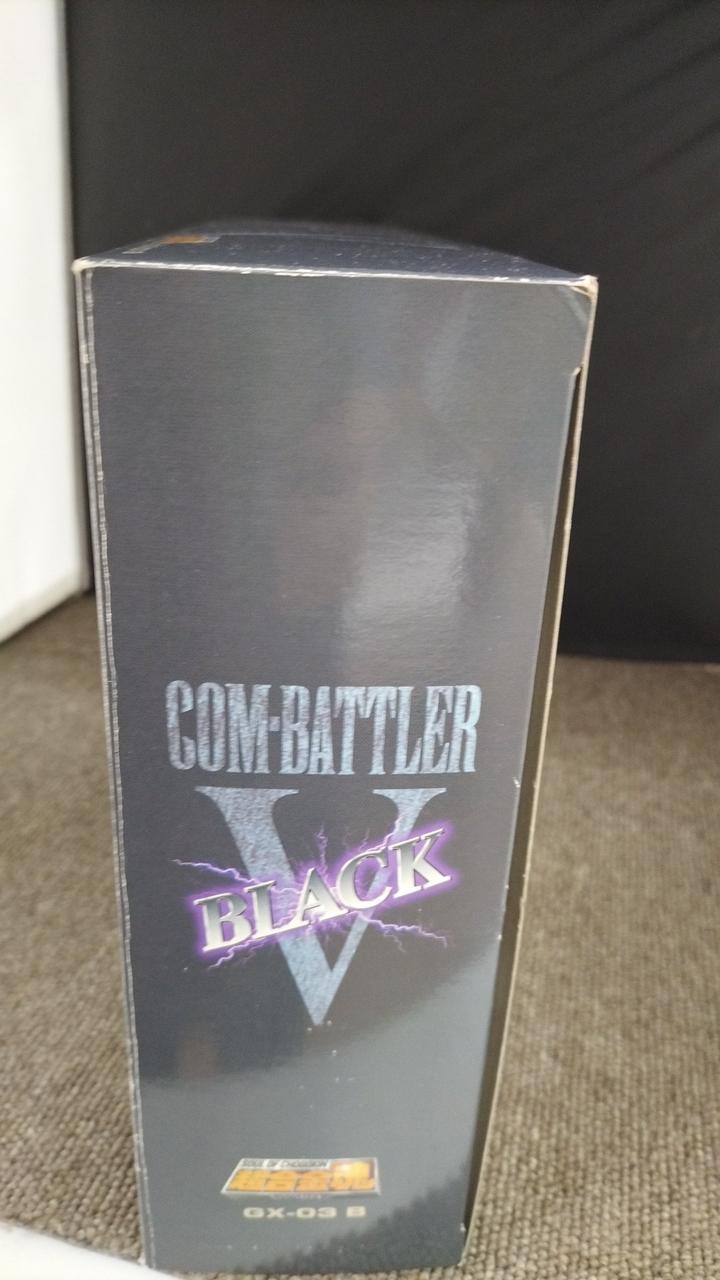 COM-BATTLER
V
BLACK
SOUL OF CHOGOKIN
超合金魂
GX-03 B